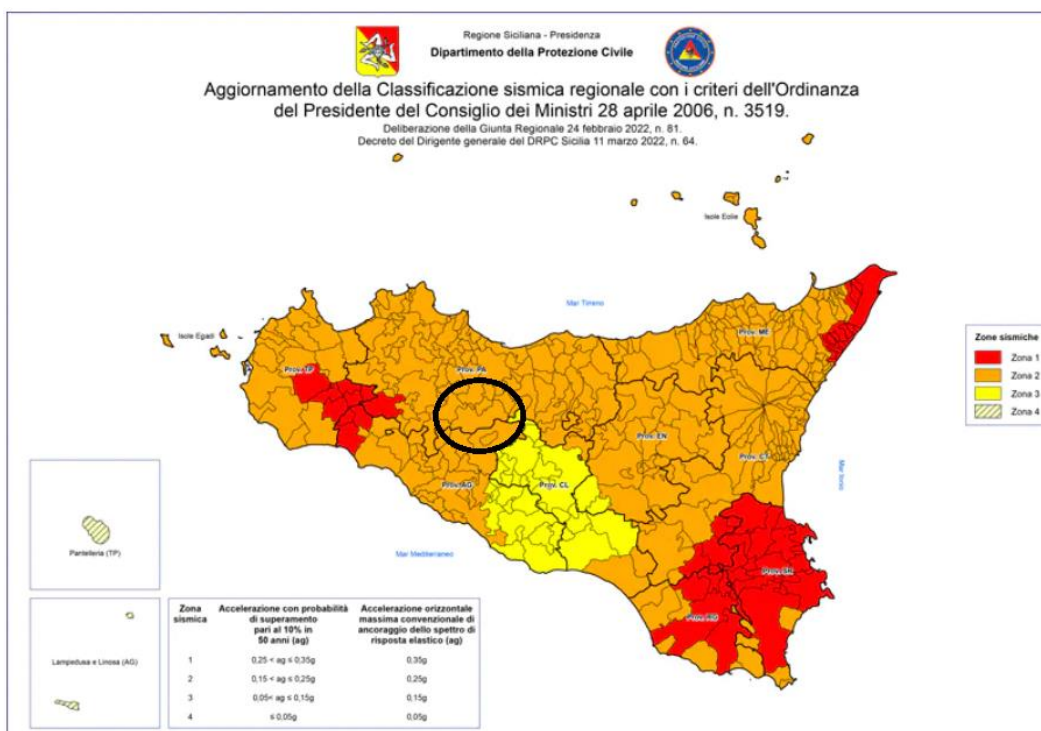 Regione Siciliana - Presidenza
Dipartimento della Protezione Civile
Aggiornamento della Classificazione sismica regionale con i criteri dell'Ordinanza
del Presidente del Consiglio dei Ministri 28 aprile 2006, n. 3519.
Deliberazione della Giunta Regionale 24 febbraio 2022, n. 81.
Decreto del Dirigente generale del DRPC Sicilia 11 marzo 2022, n. 64.
Isole Eolie
Mar Tirreno
Isole Egadi
Prov. ME
Prov. TP
Prov. PA
Prov. EN
Prov. CT
Prov. AG
Prov. CL
Mar Ionio
Mar Mediterraneo
Prov. SR
Prov. RG
Zone sismiche
Zona 1
Zona 2
Zona 3
Zona 4
Pantelleria (TP)
Lampedusa e Linosa (AG)
Zona sismica
Accelerazione con probabilità di superamento pari al 10% in 50 anni (ag)
Accelerazione orizzontale massima convenzionale di ancoraggio dello spettro di risposta elastico (ag)
1 0,25 < ag ≤ 0,35g 0,35g
2 0,15 < ag ≤ 0,25g 0,25g
3 0,05< ag ≤ 0,15g 0,15g
4 ≤ 0,05g 0,05g